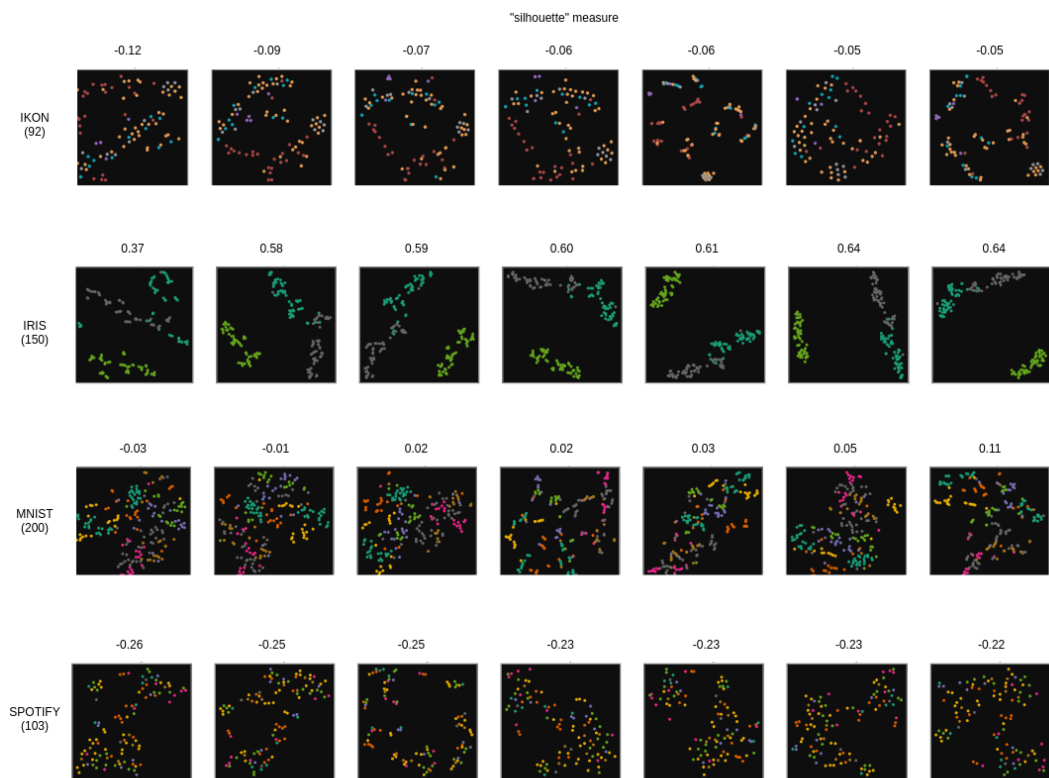 "silhouette" measure
-0.12 -0.09 -0.07 -0.06 -0.06 -0.05 -0.05
IKON
(92)
0.37 0.58 0.59 0.60 0.61 0.64 0.64
IRIS
(150)
-0.03 -0.01 0.02 0.02 0.03 0.05 0.11
MNIST
(200)
-0.26 -0.25 -0.25 -0.23 -0.23 -0.23 -0.22
SPOTIFY
(103)